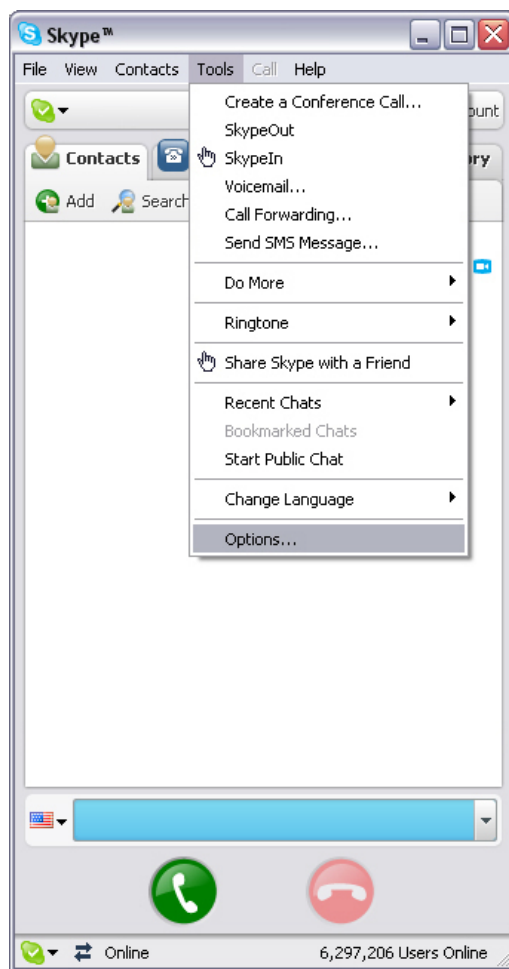 Skype™
File View Contacts Tools Call Help
Create a Conference Call...
SkypeOut
Contacts
SkypeIn
Add Search
Voicemail...
Call Forwarding...
Send SMS Message...
Do More
Ringtone
Share Skype with a Friend
Recent Chats
Bookmarked Chats
Start Public Chat
Change Language
Options...
Online 6,297,206 Users Online